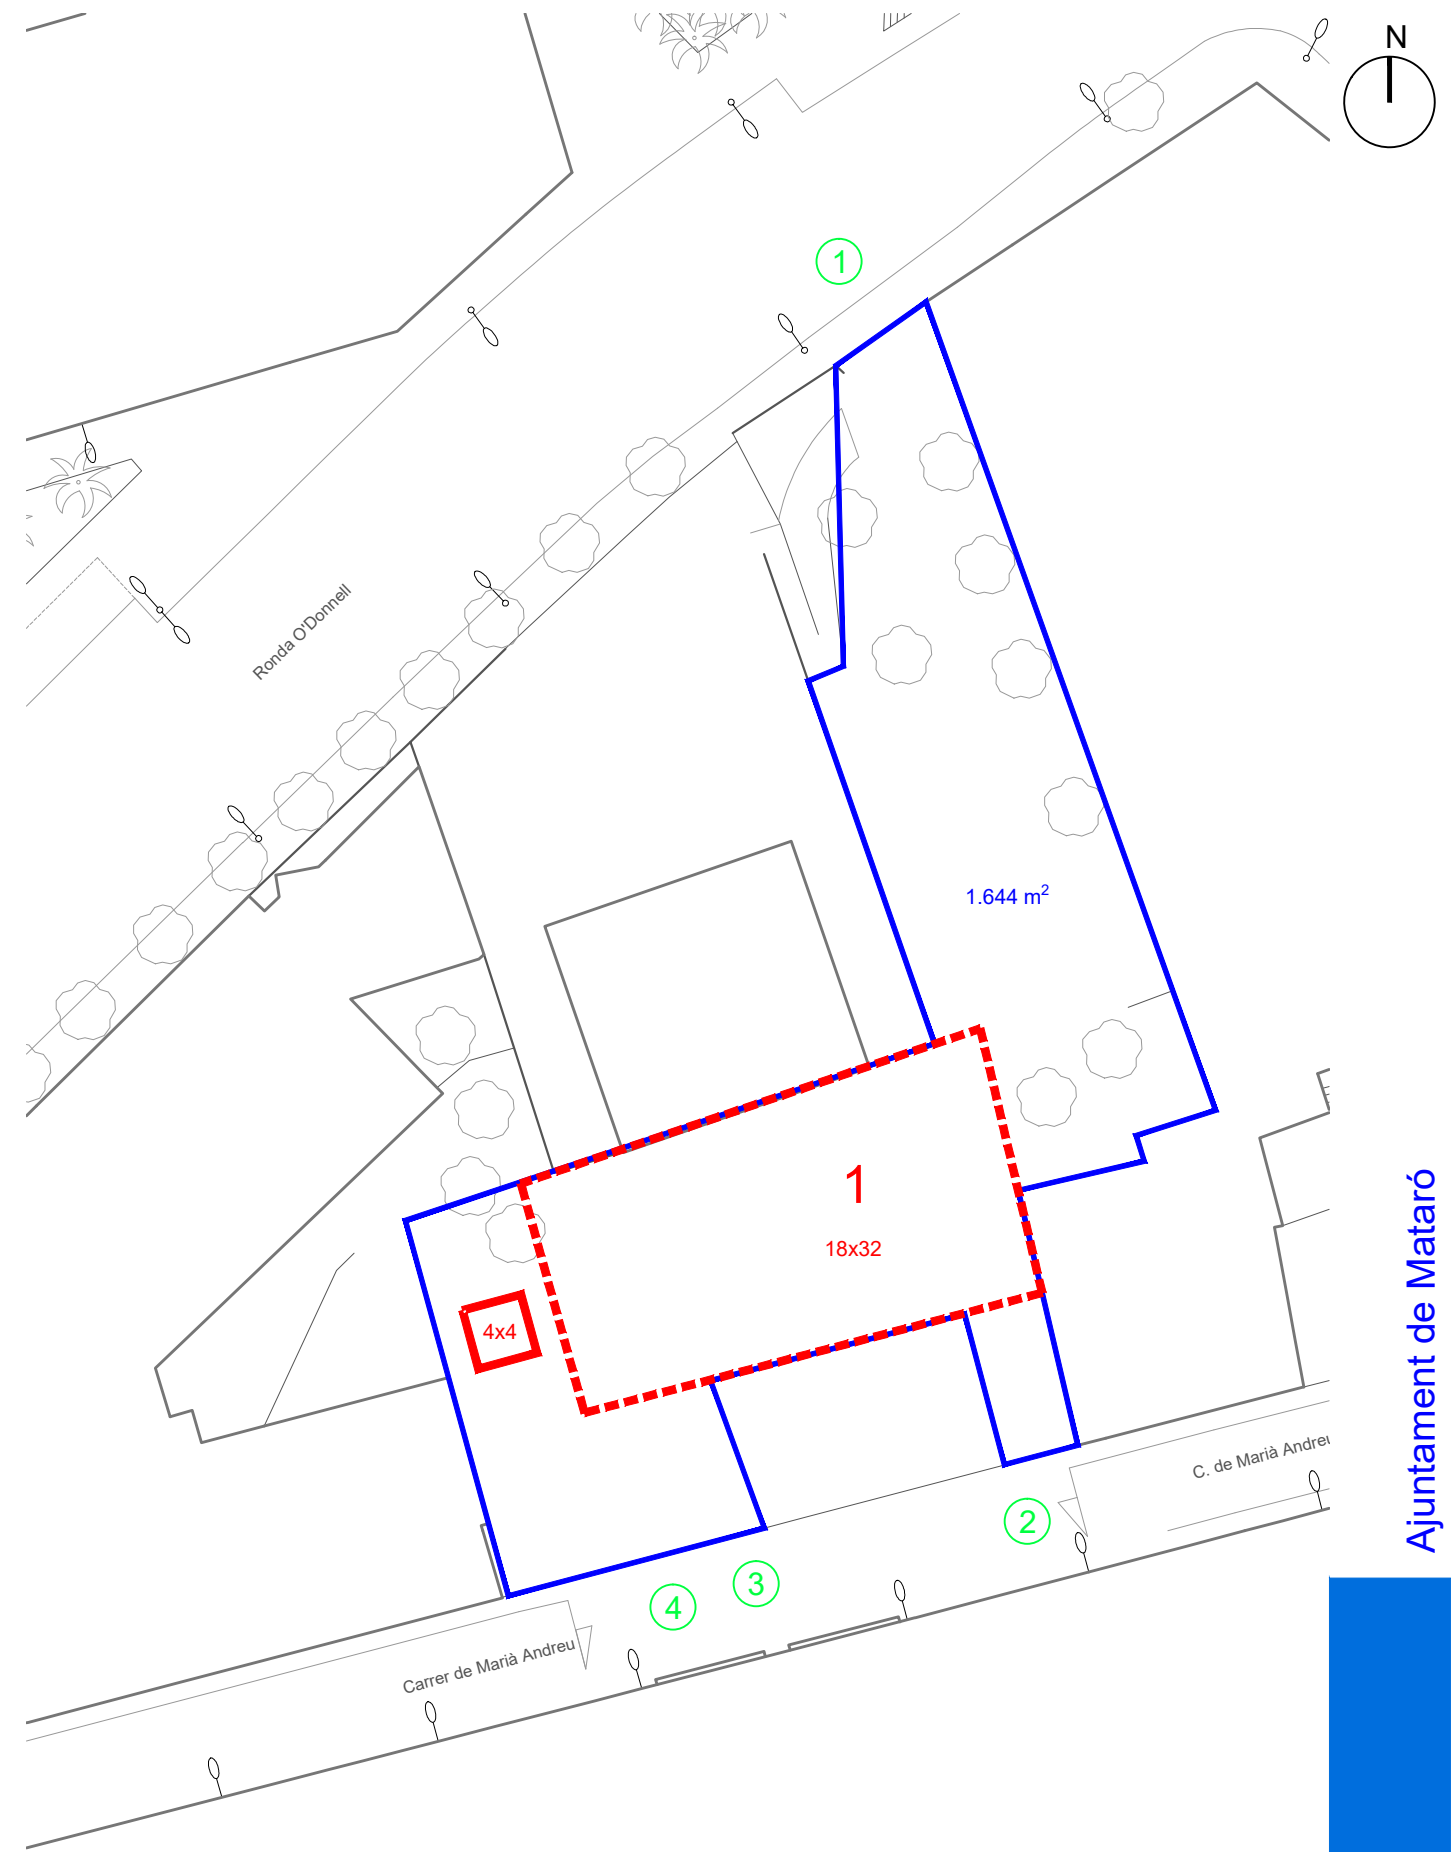 N
1
Ronda O'Donnell
1.644 m²
1
18x32
4x4
Ajuntament de Mataró
C. de Marià Andreu
2
3
4
Carrer de Marià Andreu